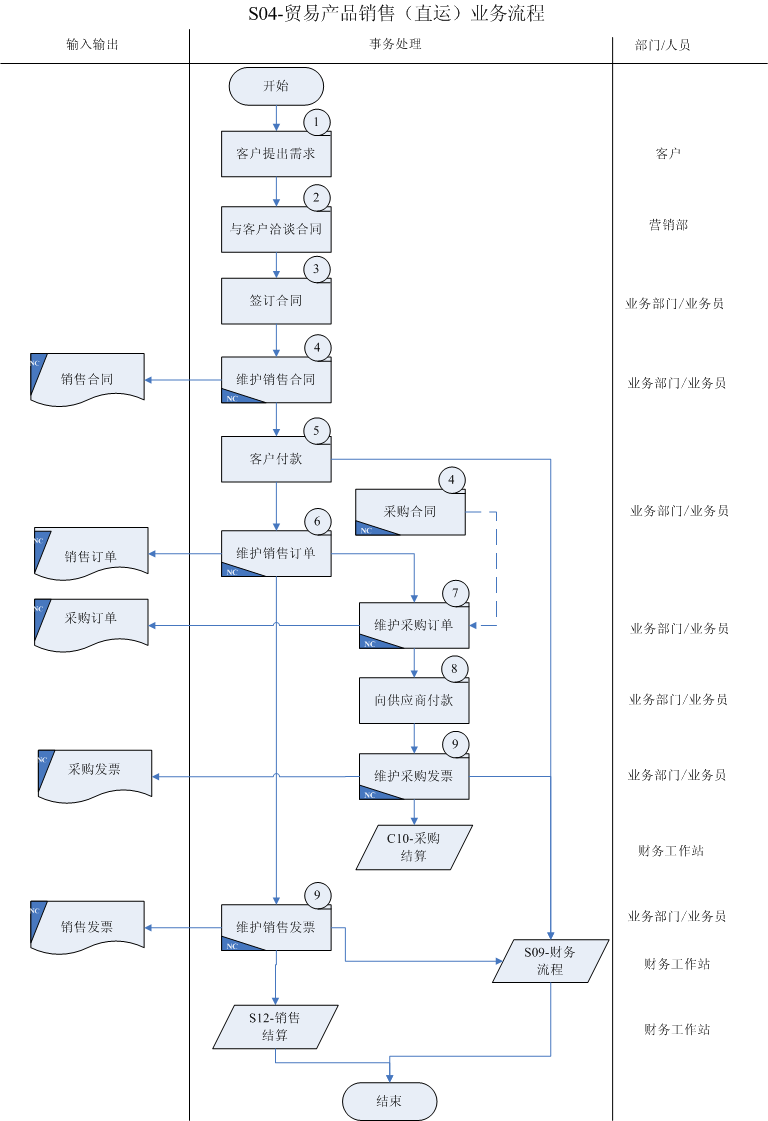 S04-贸易产品销售（直运）业务流程
输入输出
事务处理
部门/人员
开始
1
客户提出需求
客户
2
与客户洽谈合同
营销部
3
签订合同
业务部门/业务员
4
NC
销售合同
维护销售合同
NC
业务部门/业务员
5
客户付款
4
采购合同
NC
业务部门/业务员
6
NC
销售订单
维护销售订单
NC
7
NC
采购订单
维护采购订单
NC
业务部门/业务员
8
向供应商付款
业务部门/业务员
9
NC
采购发票
维护采购发票
NC
业务部门/业务员
C10-采购
结算
财务工作站
9
NC
销售发票
维护销售发票
NC
业务部门/业务员
S09-财务
流程
财务工作站
S12-销售
结算
财务工作站
结束